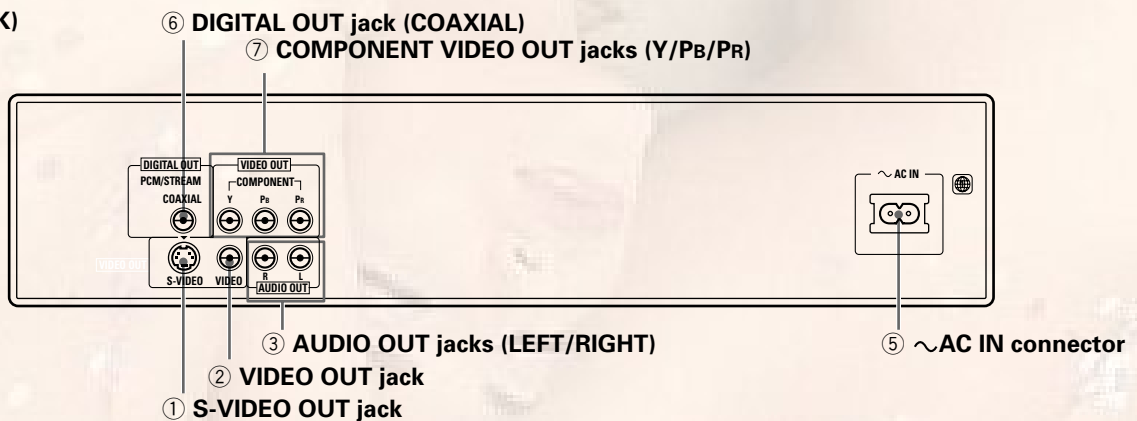 K)
⑥ DIGITAL OUT jack (COAXIAL)
⑦ COMPONENT VIDEO OUT jacks (Y/PB/PR)
DIGITAL OUT
PCM/STREAM
COAXIAL
VIDEO OUT
COMPONENT
Y PB PR
∼ AC IN
VIDEO OUT
S-VIDEO VIDEO R L
AUDIO OUT
③ AUDIO OUT jacks (LEFT/RIGHT)
⑤ ∼AC IN connector
② VIDEO OUT jack
① S-VIDEO OUT jack